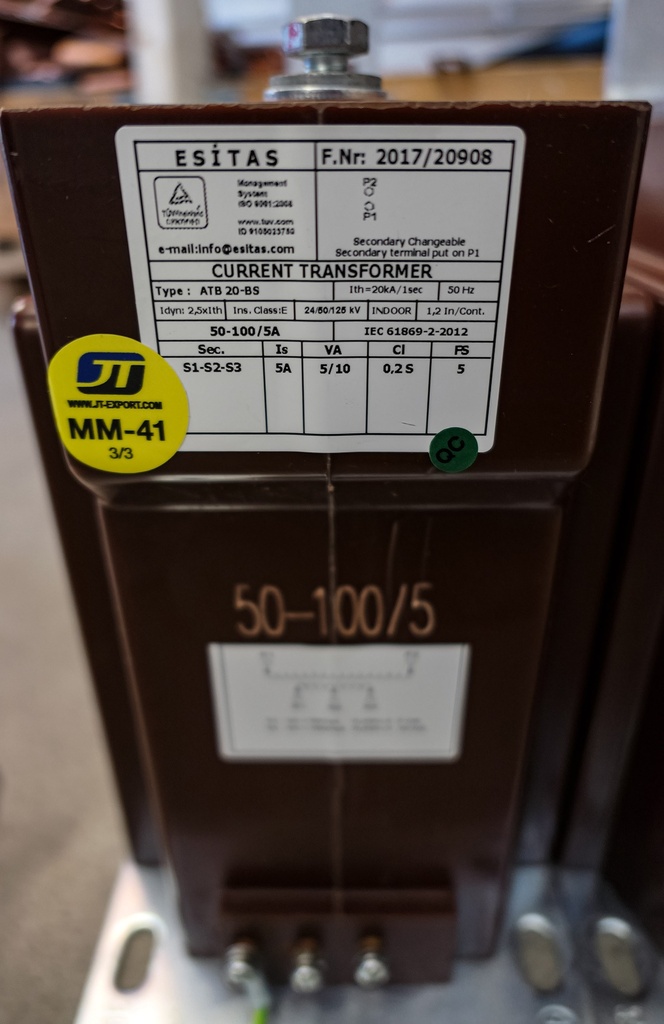 ESİTAS
F.Nr: 2017/20908
Management
System
ISO 9001:2008
www.tuv.com
ID 9105023750
e-mail:info@esitas.com
P2
P1
Secondary Changeable
Secondary terminal put on P1
CURRENT TRANSFORMER
Type : ATB 20-BS Ith=20kA/1sec 50 Hz
Idyn: 2,5xIth Ins. Class:E 24/50/125 kV INDOOR 1,2 In/Cont.
50-100/5A IEC 61869-2-2012
Sec. Is VA Cl FS
S1-S2-S3 5A 5/10 0,2 S 5
JT
WWW.JT-EXPORT.COM
MM-41
3/3
QC
50-100/5